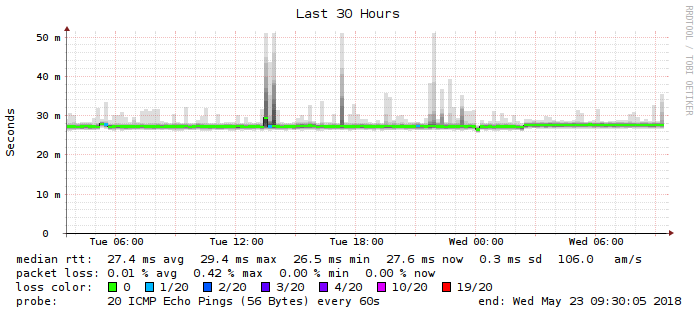 Last 30 Hours
RRDTOOL / TOBI OETIKER
Seconds
50 m
40 m
30 m
20 m
10 m
0
Tue 06:00 Tue 12:00 Tue 18:00 Wed 00:00 Wed 06:00
median rtt: 27.4 ms avg 29.4 ms max 26.5 ms min 27.6 ms now 0.3 ms sd 106.0 am/s
packet loss: 0.01 % avg 0.42 % max 0.00 % min 0.00 % now
loss color: 0 1/20 2/20 3/20 4/20 10/20 19/20
probe: 20 ICMP Echo Pings (56 Bytes) every 60s end: Wed May 23 09:30:05 2018